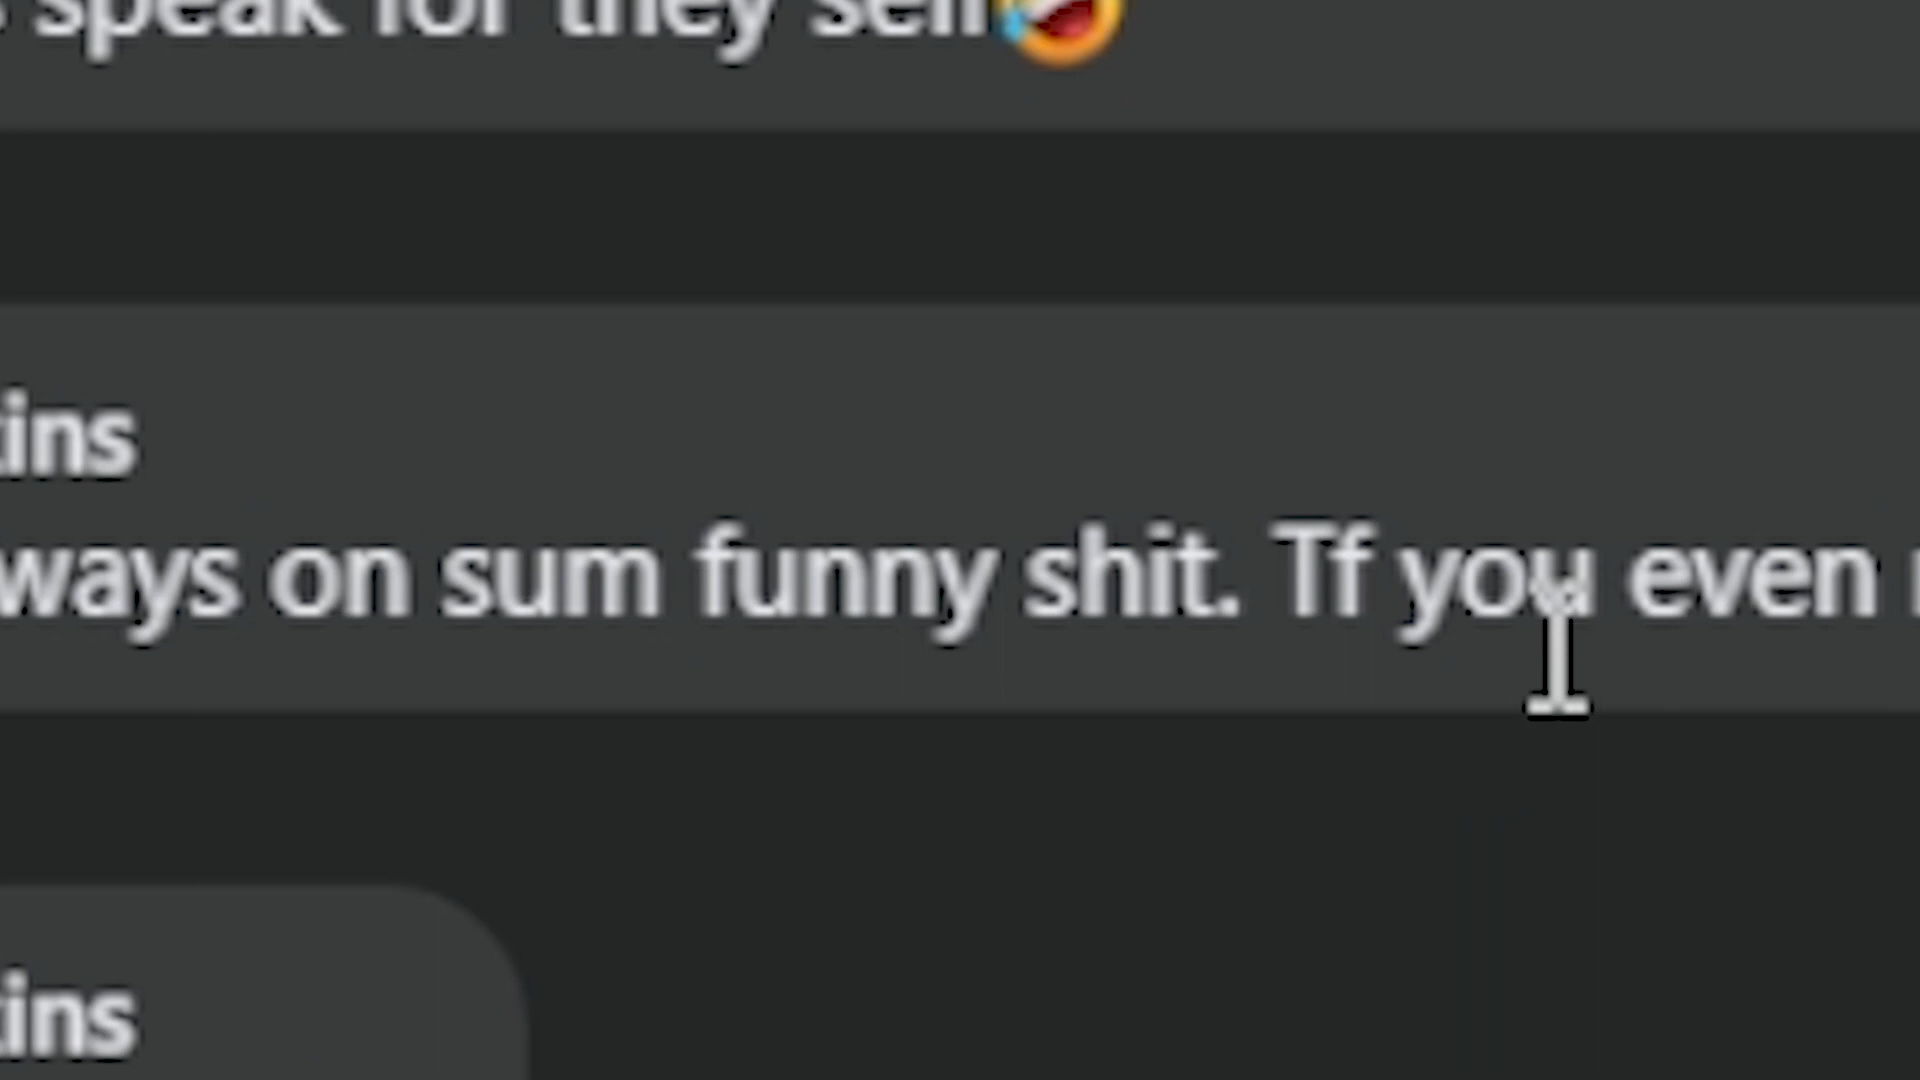 speak for they self🤣
ins
ways on sum funny shit. Tf you even
ins